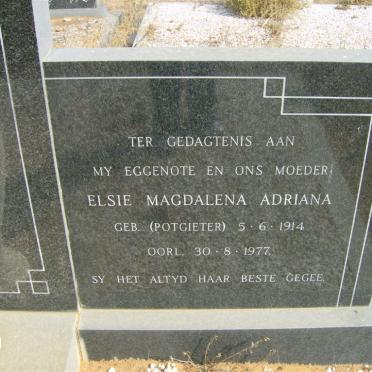 TER GEDAGTENIS AAN
MY EGGENOTE EN ONS MOEDER
ELSIE MAGDALENA ADRIANA
GEB. (POTGIETER) 5·6·1914
OORL. 30·8·1977
SY HET ALTYD HAAR BESTE GEGEE.